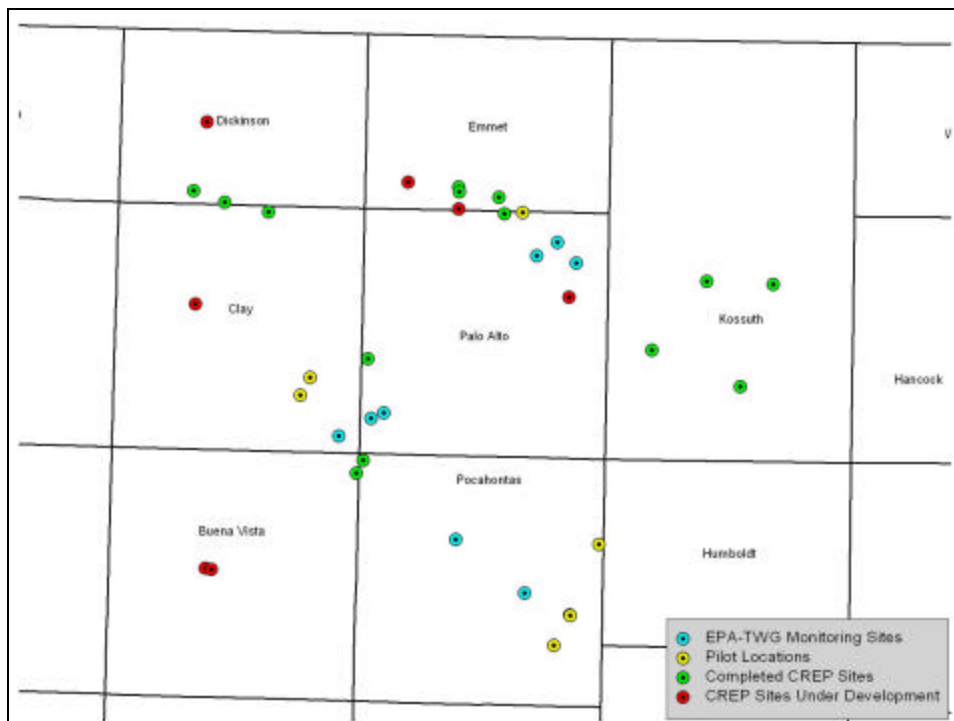 Dickinson
Emmet
Clay
Palo Alto
Kossuth
Hancock
Pocahontas
Buena Vista
Humboldt
EPA-TWG Monitoring Sites
Pilot Locations
Completed CREP Sites
CREP Sites Under Development